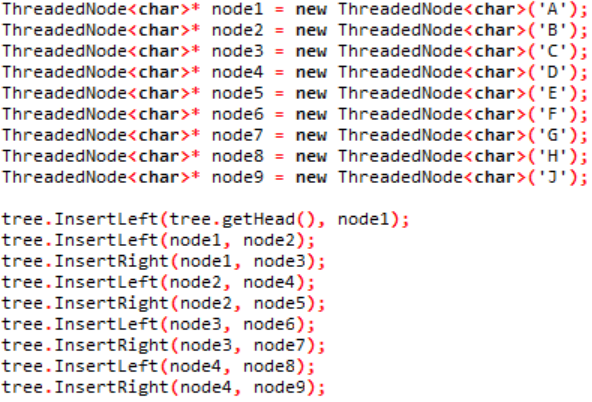 ThreadedNode<char>* node1 = new ThreadedNode<char>('A');
ThreadedNode<char>* node2 = new ThreadedNode<char>('B');
ThreadedNode<char>* node3 = new ThreadedNode<char>('C');
ThreadedNode<char>* node4 = new ThreadedNode<char>('D');
ThreadedNode<char>* node5 = new ThreadedNode<char>('E');
ThreadedNode<char>* node6 = new ThreadedNode<char>('F');
ThreadedNode<char>* node7 = new ThreadedNode<char>('G');
ThreadedNode<char>* node8 = new ThreadedNode<char>('H');
ThreadedNode<char>* node9 = new ThreadedNode<char>('J');
tree.InsertLeft(tree.getHead(), node1);
tree.InsertLeft(node1, node2);
tree.InsertRight(node1, node3);
tree.InsertLeft(node2, node4);
tree.InsertRight(node2, node5);
tree.InsertLeft(node3, node6);
tree.InsertRight(node3, node7);
tree.InsertLeft(node4, node8);
tree.InsertRight(node4, node9);